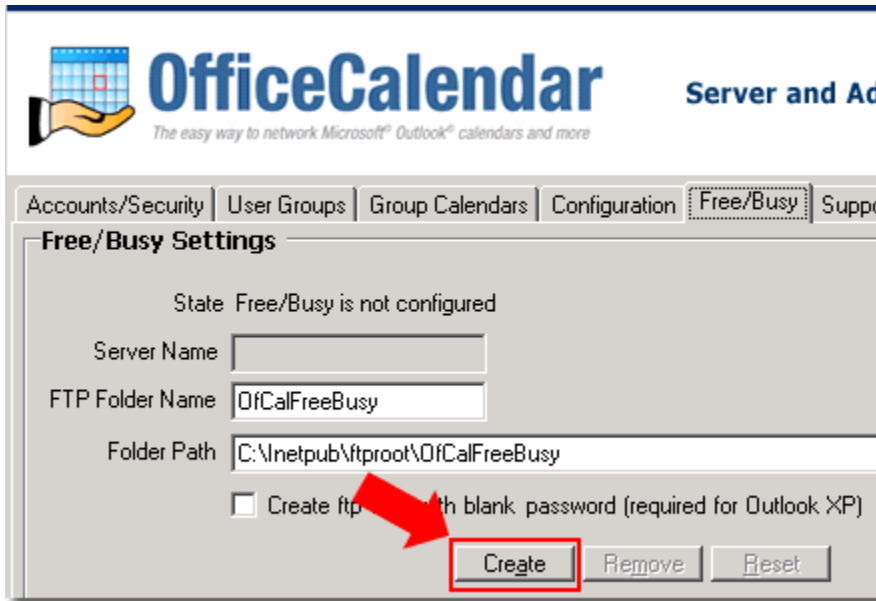 OfficeCalendar
Server and Ad
The easy way to network Microsoft® Outlook® calendars and more
Accounts/Security User Groups Group Calendars Configuration Free/Busy Suppo
Free/Busy Settings
State Free/Busy is not configured
Server Name
FTP Folder Name OfCalFreeBusy
Folder Path C:\Inetpub\ftproot\OfCalFreeBusy
Create ftp th blank password (required for Outlook XP)
Create Remove Reset